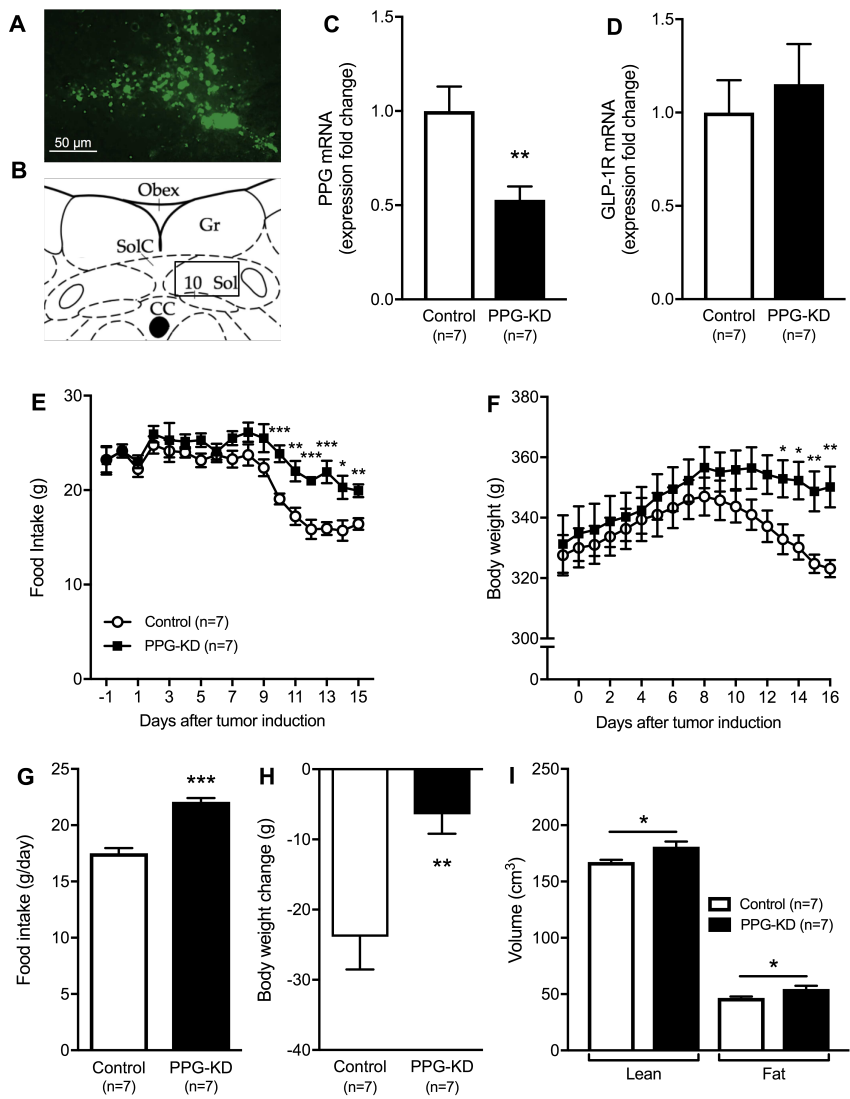 A
50 µm
B
Obex
Gr
SolC
10 Sol
CC
C
PPG mRNA
(expression fold change)
1.5
1.0
0.5
0.0
**
Control
(n=7)
PPG-KD
(n=7)
D
GLP-1R mRNA
(expression fold change)
1.5
1.0
0.5
0.0
Control
(n=7)
PPG-KD
(n=7)
E
Food Intake (g)
30
20
10
0
***
**
***
***
*
**
Control (n=7)
PPG-KD (n=7)
-1 1 3 5 7 9 11 13 15
Days after tumor induction
F
Body weight (g)
380
360
340
320
300
0
*
*
**
**
0 2 4 6 8 10 12 14 16
Days after tumor induction
G
Food intake (g/day)
25
22
15
10
5
0
***
Control
(n=7)
PPG-KD
(n=7)
H
Body weight change (g)
0
-10
-20
-30
-40
**
Control
(n=7)
PPG-KD
(n=7)
I
Volume (cm³)
250
200
150
100
50
0
*
*
Control (n=7)
PPG-KD (n=7)
Lean
Fat